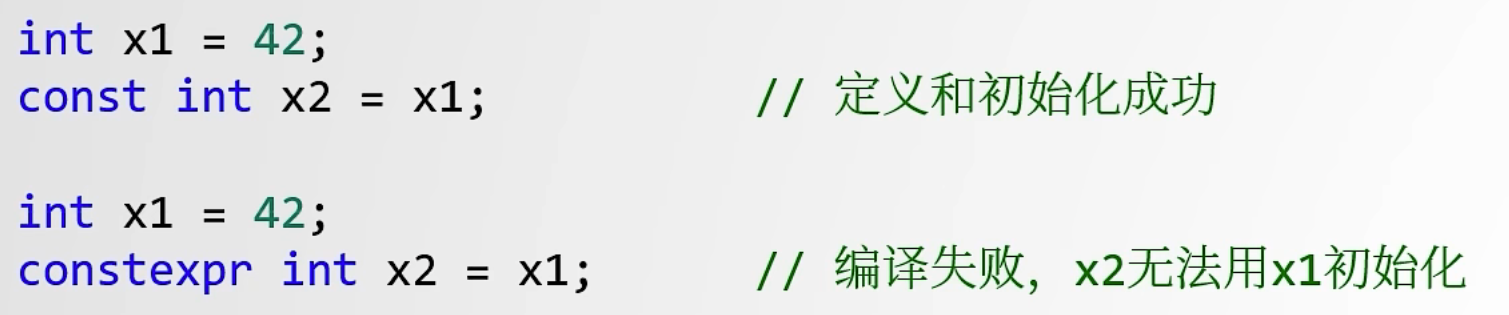 int x1 = 42;
const int x2 = x1; // 定义和初始化成功
int x1 = 42;
constexpr int x2 = x1; // 编译失败，x2无法用x1初始化